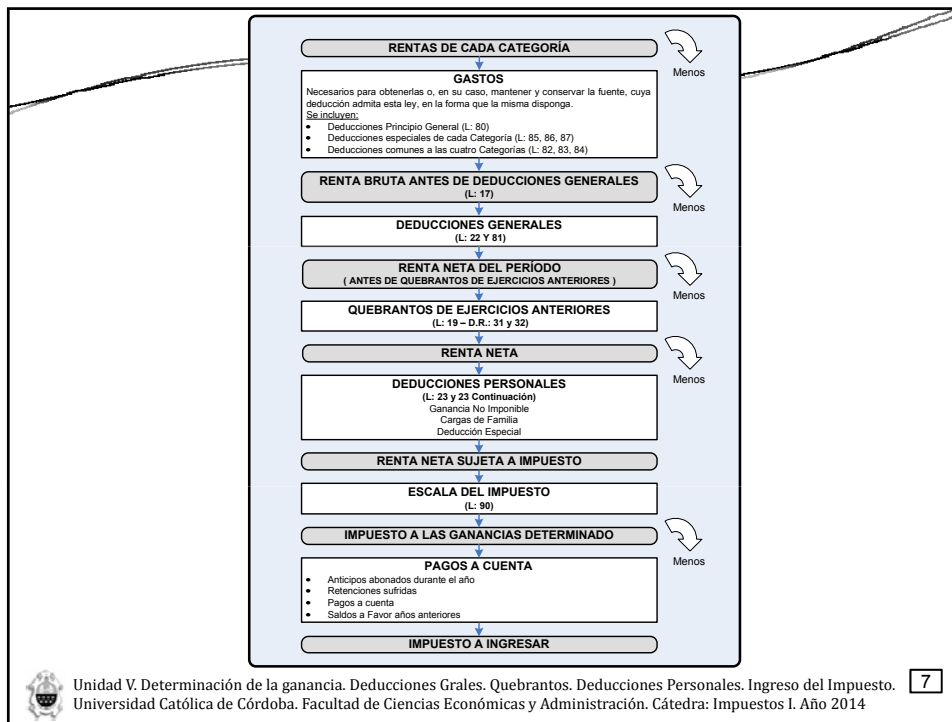 RENTAS DE CADA CATEGORÍA
Menos
GASTOS
Necesarios para obtenerlas o, en su caso, mantener y conservar la fuente, cuya
deducción admita esta ley, en la forma que la misma disponga.
Se incluyen:
• Deducciones Principio General (L: 80)
• Deducciones especiales de cada Categoría (L: 85, 86, 87)
• Deducciones comunes a las cuatro Categorías (L: 82, 83, 84)
RENTA BRUTA ANTES DE DEDUCCIONES GENERALES
(L: 17)
Menos
DEDUCCIONES GENERALES
(L: 22 Y 81)
RENTA NETA DEL PERÍODO
( ANTES DE QUEBRANTOS DE EJERCICIOS ANTERIORES )
Menos
QUEBRANTOS DE EJERCICIOS ANTERIORES
(L: 19 – D.R.: 31 y 32)
RENTA NETA
Menos
DEDUCCIONES PERSONALES
(L: 23 y 23 Continuación)
Ganancia No Imponible
Cargas de Familia
Deducción Especial
RENTA NETA SUJETA A IMPUESTO
ESCALA DEL IMPUESTO
(L: 90)
IMPUESTO A LAS GANANCIAS DETERMINADO
Menos
PAGOS A CUENTA
• Anticipos abonados durante el año
• Retenciones sufridas
• Pagos a cuenta
• Saldos a Favor años anteriores
IMPUESTO A INGRESAR
Unidad V. Determinación de la ganancia. Deducciones Grales. Quebrantos. Deducciones Personales. Ingreso del Impuesto.
Universidad Católica de Córdoba. Facultad de Ciencias Económicas y Administración. Cátedra: Impuestos I. Año 2014
7